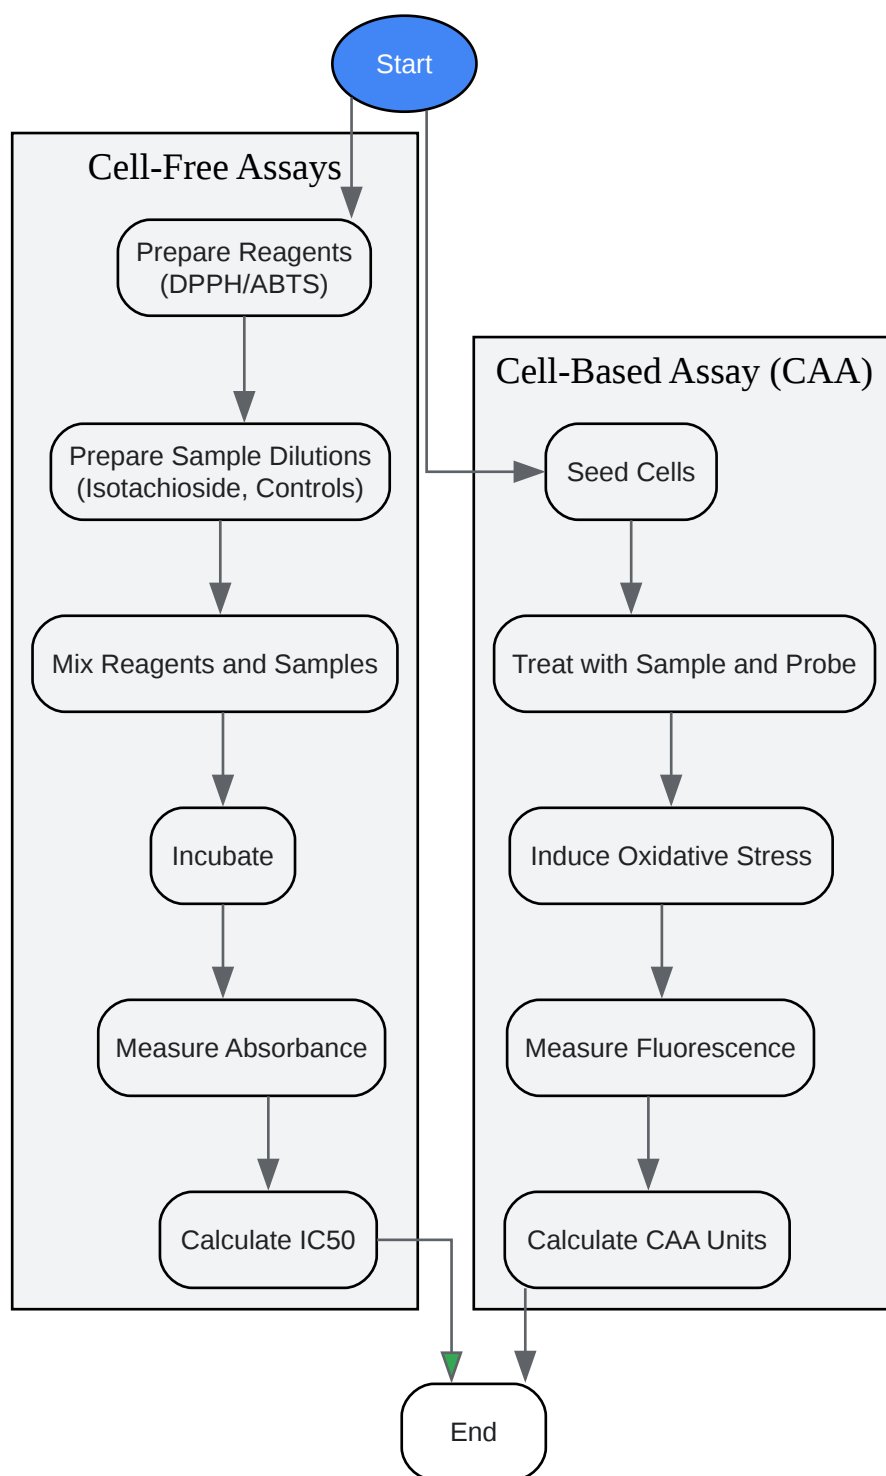 Start
Cell-Free Assays
Prepare Reagents
(DPPH/ABTS)
Prepare Sample Dilutions
(Isotachioside, Controls)
Mix Reagents and Samples
Incubate
Measure Absorbance
Calculate IC50
Cell-Based Assay (CAA)
Seed Cells
Treat with Sample and Probe
Induce Oxidative Stress
Measure Fluorescence
Calculate CAA Units
End